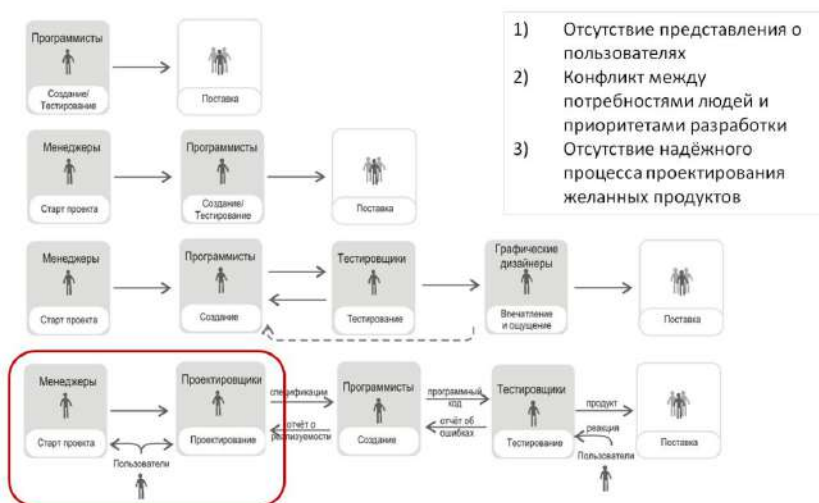 Программисты
Создание/
Тестирование
Поставка
1) Отсутствие представления о
пользователях
2) Конфликт между
потребностями людей и
приоритетами разработки
3) Отсутствие надёжного
процесса проектирования
желанных продуктов
Менеджеры
Старт проекта
Программисты
Создание/
Тестирование
Поставка
Менеджеры
Старт проекта
Программисты
Создание
Тестировщики
Тестирование
Графические
дизайнеры
Впечатление
и ощущение
Поставка
Менеджеры
Старт проекта
Пользователи
Проектировщики
Проектирование
спецификации
отчёт о
реализуемости
Программисты
Создание
программный
код
отчёт об
ошибках
Тестировщики
Тестирование
продукт
реакция
Пользователи
Поставка